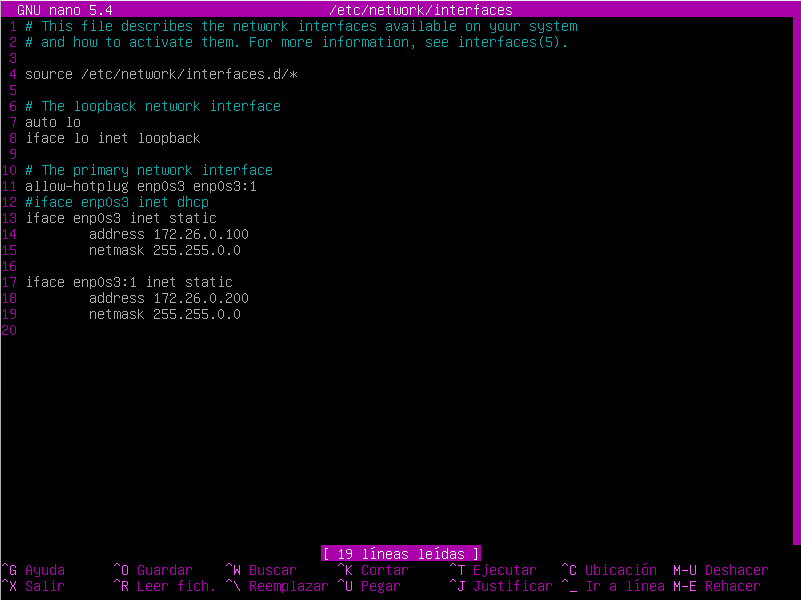 GNU nano 5.4 /etc/network/interfaces
1 # This file describes the network interfaces available on your system
2 # and how to activate them. For more information, see interfaces(5).
3
4 source /etc/network/interfaces.d/*
5
6 # The loopback network interface
7 auto lo
8 iface lo inet loopback
9
10 # The primary network interface
11 allow-hotplug enp0s3 enp0s3:1
12 #iface enp0s3 inet dhcp
13 iface enp0s3 inet static
14         address 172.26.0.100
15         netmask 255.255.0.0
16
17 iface enp0s3:1 inet static
18         address 172.26.0.200
19         netmask 255.255.0.0
20
[ 19 líneas leídas ]
^G Ayuda ^O Guardar ^W Buscar ^K Cortar ^T Ejecutar ^C Ubicación M-U Deshacer
^X Salir ^R Leer fich. ^\ Reemplazar ^U Pegar ^J Justificar ^_ Ir a línea M-E Rehacer